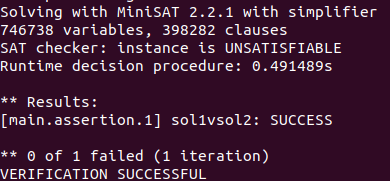 Solving with MiniSAT 2.2.1 with simplifier
746738 variables, 398282 clauses
SAT checker: instance is UNSATISFIABLE
Runtime decision procedure: 0.491489s

** Results:
[main.assertion.1] sol1vsol2: SUCCESS

** 0 of 1 failed (1 iteration)
VERIFICATION SUCCESSFUL